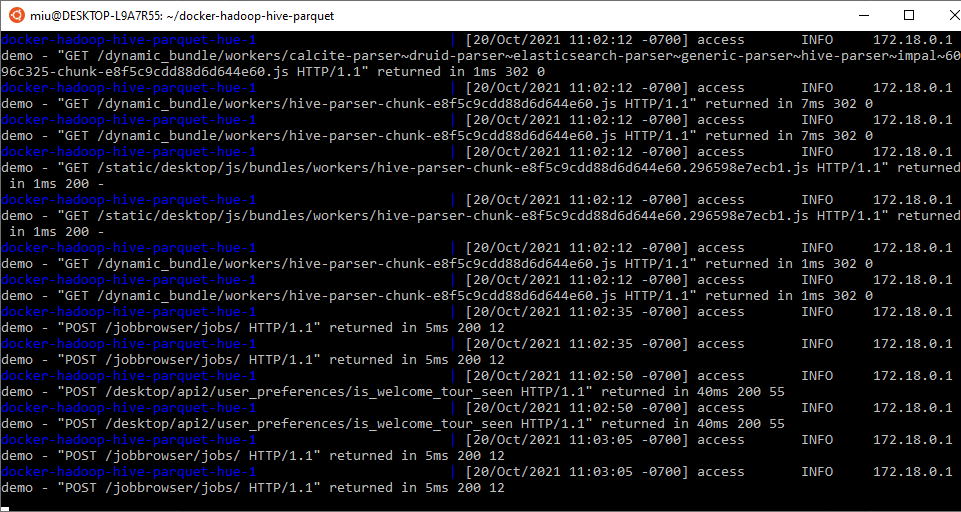 miu@DESKTOP-L9A7R55: ~/docker-hadoop-hive-parquet
docker-hadoop-hive-parquet-hue-1 | [20/Oct/2021 11:02:12 -0700] access INFO 172.18.0.1
demo - "GET /dynamic_bundle/workers/calcite-parser~druid-parser~elasticsearch-parser~generic-parser~hive-parser~impal~60
96c325-chunk-e8f5c9cdd88d6d644e60.js HTTP/1.1" returned in 1ms 302 0
docker-hadoop-hive-parquet-hue-1 | [20/Oct/2021 11:02:12 -0700] access INFO 172.18.0.1
demo - "GET /dynamic_bundle/workers/hive-parser-chunk-e8f5c9cdd88d6d644e60.js HTTP/1.1" returned in 7ms 302 0
docker-hadoop-hive-parquet-hue-1 | [20/Oct/2021 11:02:12 -0700] access INFO 172.18.0.1
demo - "GET /dynamic_bundle/workers/hive-parser-chunk-e8f5c9cdd88d6d644e60.js HTTP/1.1" returned in 7ms 302 0
docker-hadoop-hive-parquet-hue-1 | [20/Oct/2021 11:02:12 -0700] access INFO 172.18.0.1
demo - "GET /static/desktop/js/bundles/workers/hive-parser-chunk-e8f5c9cdd88d6d644e60.296598e7ecb1.js HTTP/1.1" returned
in 1ms 200 -
docker-hadoop-hive-parquet-hue-1 | [20/Oct/2021 11:02:12 -0700] access INFO 172.18.0.1
demo - "GET /static/desktop/js/bundles/workers/hive-parser-chunk-e8f5c9cdd88d6d644e60.296598e7ecb1.js HTTP/1.1" returned
in 1ms 200 -
docker-hadoop-hive-parquet-hue-1 | [20/Oct/2021 11:02:12 -0700] access INFO 172.18.0.1
demo - "GET /dynamic_bundle/workers/hive-parser-chunk-e8f5c9cdd88d6d644e60.js HTTP/1.1" returned in 1ms 302 0
docker-hadoop-hive-parquet-hue-1 | [20/Oct/2021 11:02:12 -0700] access INFO 172.18.0.1
demo - "GET /dynamic_bundle/workers/hive-parser-chunk-e8f5c9cdd88d6d644e60.js HTTP/1.1" returned in 1ms 302 0
docker-hadoop-hive-parquet-hue-1 | [20/Oct/2021 11:02:35 -0700] access INFO 172.18.0.1
demo - "POST /jobbrowser/jobs/ HTTP/1.1" returned in 5ms 200 12
docker-hadoop-hive-parquet-hue-1 | [20/Oct/2021 11:02:35 -0700] access INFO 172.18.0.1
demo - "POST /jobbrowser/jobs/ HTTP/1.1" returned in 5ms 200 12
docker-hadoop-hive-parquet-hue-1 | [20/Oct/2021 11:02:50 -0700] access INFO 172.18.0.1
demo - "POST /desktop/api2/user_preferences/is_welcome_tour_seen HTTP/1.1" returned in 40ms 200 55
docker-hadoop-hive-parquet-hue-1 | [20/Oct/2021 11:02:50 -0700] access INFO 172.18.0.1
demo - "POST /desktop/api2/user_preferences/is_welcome_tour_seen HTTP/1.1" returned in 40ms 200 55
docker-hadoop-hive-parquet-hue-1 | [20/Oct/2021 11:03:05 -0700] access INFO 172.18.0.1
demo - "POST /jobbrowser/jobs/ HTTP/1.1" returned in 5ms 200 12
docker-hadoop-hive-parquet-hue-1 | [20/Oct/2021 11:03:05 -0700] access INFO 172.18.0.1
demo - "POST /jobbrowser/jobs/ HTTP/1.1" returned in 5ms 200 12